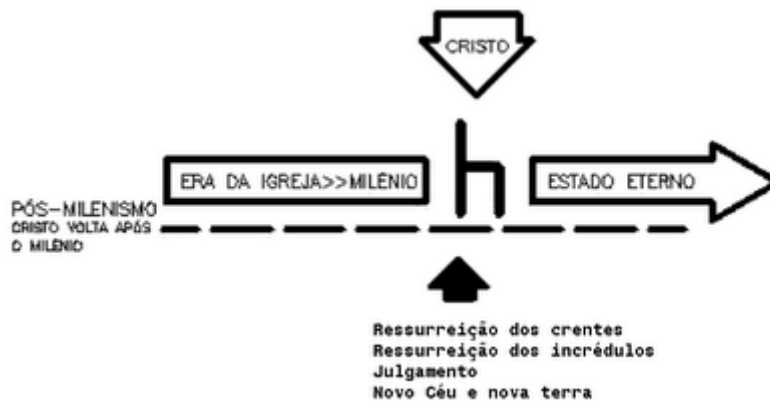 CRISTO
ERA DA IGREJA>>MILÊNIO
ESTADO ETERNO
PÓS-MILENISMO
CRISTO VOLTA APÓS
O MILÊNIO
Ressurreição dos crentes
Ressurreição dos incrédulos
Julgamento
Novo Céu e nova terra